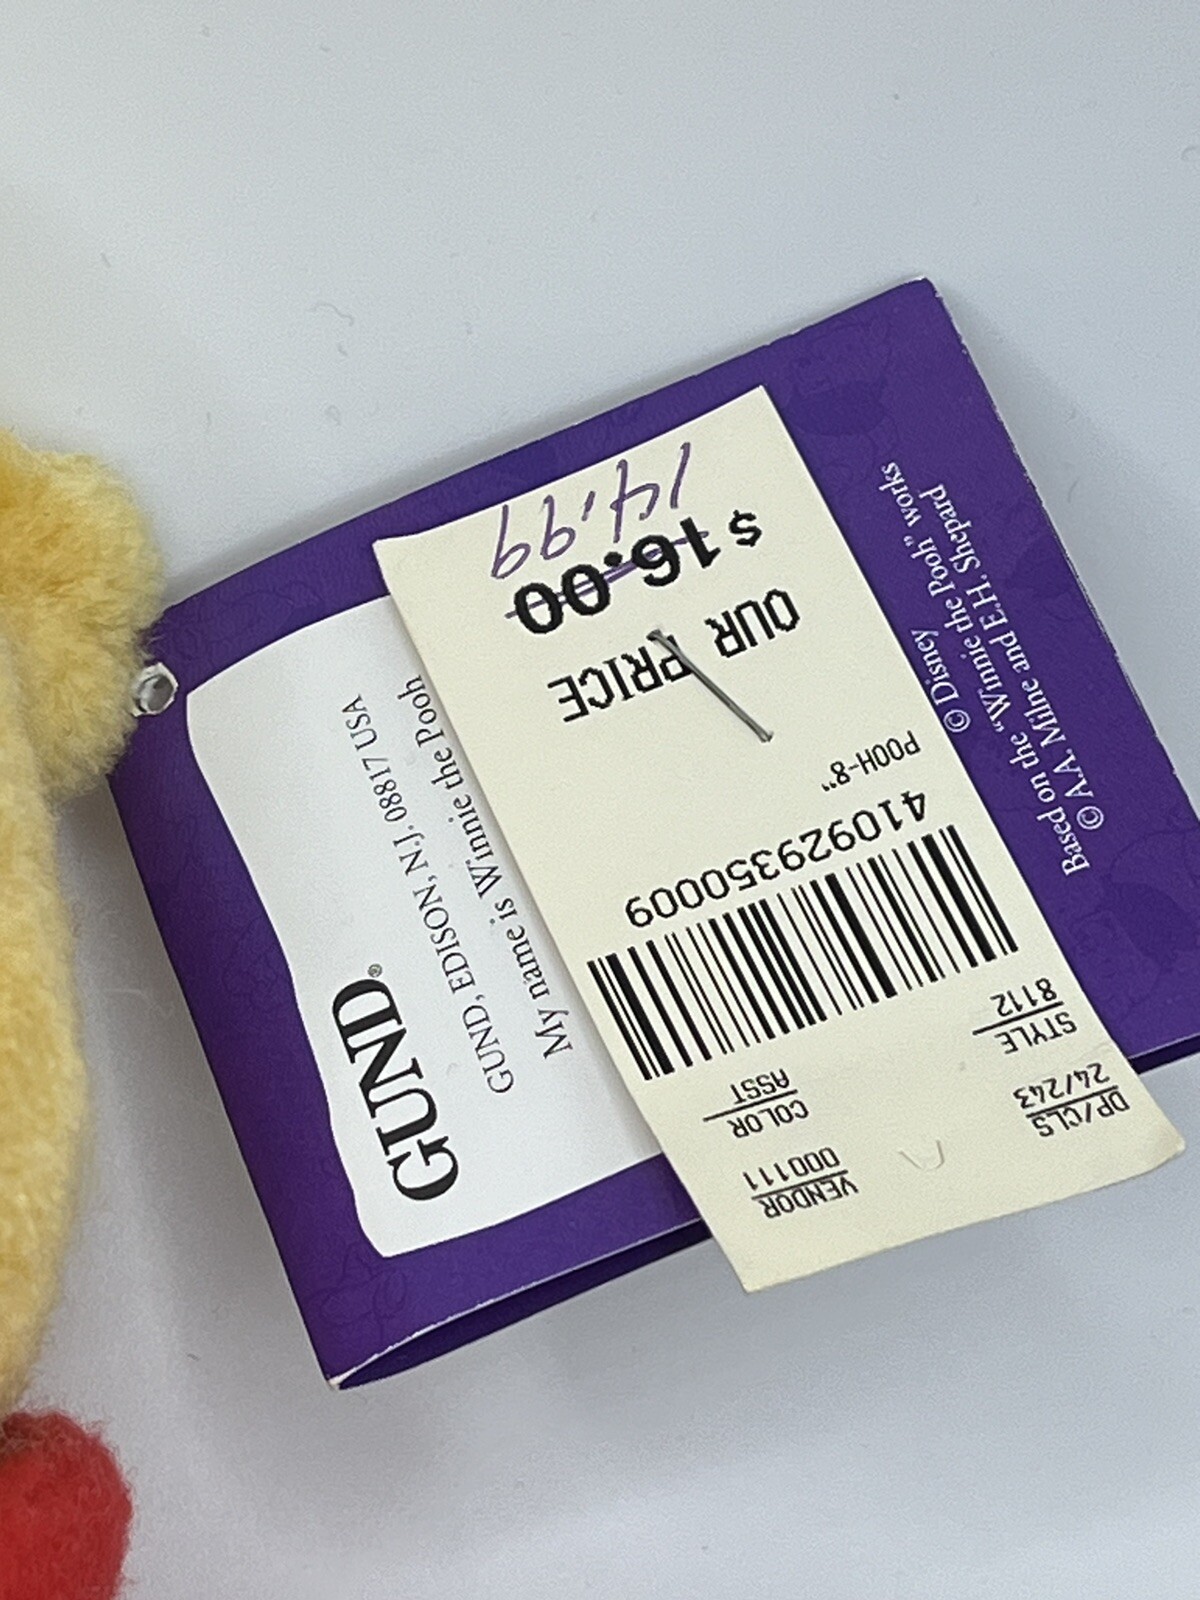 GUND®
GUND, EDISON, N.J. 08817 USA
My name is Winnie the Pooh
© Disney
Based on the "Winnie the Pooh" works
© A.A. Milne and E.H. Shepard
DP/CLS
24/243
VENDOR
000111
STYLE
8112
COLOR
ASST
410929350009
POOH-8"
OUR PRICE
$16.00
14.99